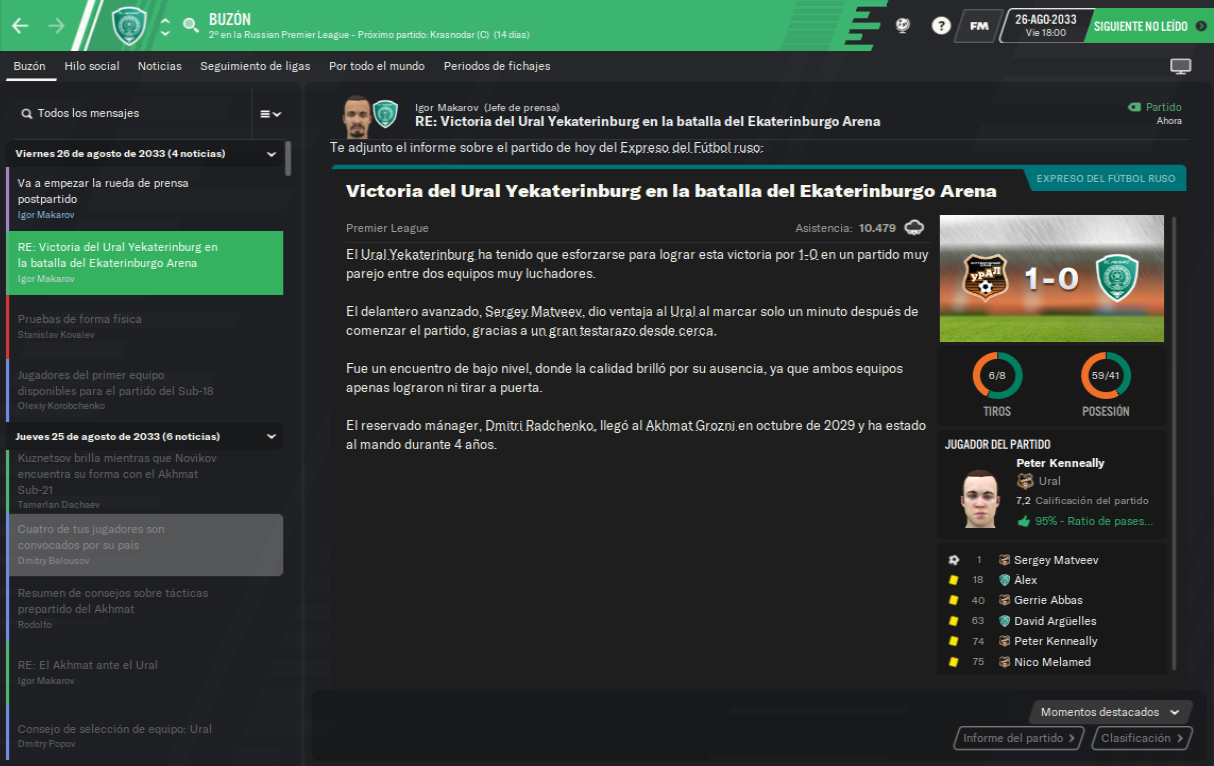 BUZÓN
2º en la Russian Premier League - Próximo partido: Krasnodar (C) (14 días)
?
FM
26-AGO-2033
Vie 18:00
SIGUIENTE NO LEÍDO
Buzón
Hilo social
Noticias
Seguimiento de ligas
Por todo el mundo
Periodos de fichajes
Todos los mensajes
Viernes 26 de agosto de 2033 (4 noticias)
Va a empezar la rueda de prensa
postpartido
Igor Makarov
RE: Victoria del Ural Yekaterinburg en
la batalla del Ekaterinburgo Arena
Igor Makarov
Pruebas de forma física
Stanislav Kovalev
Jugadores del primer equipo
disponibles para el partido del Sub-18
Olexiy Korobchenko
Jueves 25 de agosto de 2033 (6 noticias)
Kuznetsov brilla mientras que Novikov
encuentra su forma con el Akhmat
Sub-21
Tamerlan Dachaev
Cuatro de tus jugadores son
convocados por su país
Dmitry Belousov
Resumen de consejos sobre tácticas
prepartido del Akhmat
Rodolfo
RE: El Akhmat ante el Ural
Igor Makarov
Consejo de selección de equipo: Ural
Dmitry Popov
Igor Makarov (Jefe de prensa)
RE: Victoria del Ural Yekaterinburg en la batalla del Ekaterinburgo Arena
Partido
Ahora
Te adjunto el informe sobre el partido de hoy del Expreso del Fútbol ruso:
EXPRESO DEL FÚTBOL RUSO
Victoria del Ural Yekaterinburg en la batalla del Ekaterinburgo Arena
Premier League
Asistencia: 10.479
El Ural Yekaterinburg ha tenido que esforzarse para lograr esta victoria por 1-0 en un partido muy
parejo entre dos equipos muy luchadores.
El delantero avanzado, Sergey Matveev, dio ventaja al Ural al marcar solo un minuto después de
comenzar el partido, gracias a un gran testarazo desde cerca.
Fue un encuentro de bajo nivel, donde la calidad brilló por su ausencia, ya que ambos equipos
apenas lograron ni tirar a puerta.
El reservado mánager, Dmitri Radchenko, llegó al Akhmat Grozni en octubre de 2029 y ha estado
al mando durante 4 años.
УРАЛ
1-0
6/8
TIROS
59/41
POSESIÓN
JUGADOR DEL PARTIDO
Peter Kenneally
Ural
7,2 Calificación del partido
95% - Ratio de pases...
1 Sergey Matveev
18 Àlex
40 Gerrie Abbas
63 David Argüelles
74 Peter Kenneally
75 Nico Melamed
Momentos destacados
Informe del partido
Clasificación